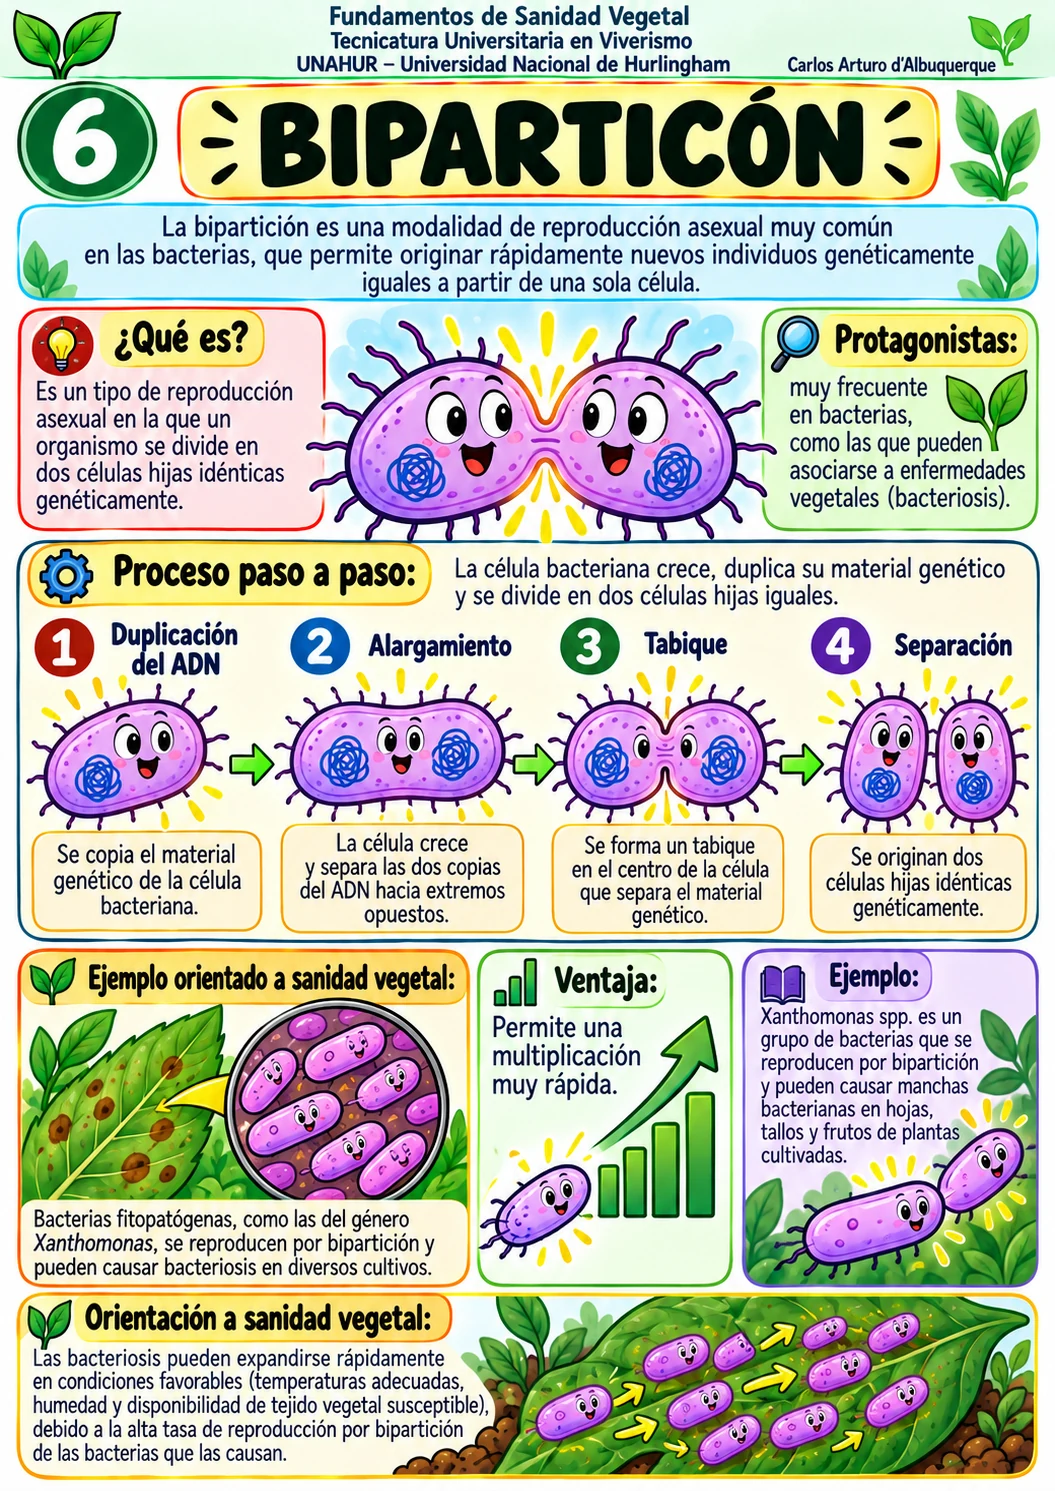 Fundamentos de Sanidad Vegetal
Tecnicatura Universitaria en Viverismo
UNAHUR – Universidad Nacional de Hurlingham
Carlos Arturo d'Albuquerque
6
BIPARTICÓN
La bipartición es una modalidad de reproducción asexual muy común
en las bacterias, que permite originar rápidamente nuevos individuos genéticamente
iguales a partir de una sola célula.
¿Qué es?
Es un tipo de reproducción
asexual en la que un
organismo se divide en
dos células hijas idénticas
genéticamente.
Protagonistas:
muy frecuente
en bacterias,
como las que pueden
asociarse a enfermedades
vegetales (bacteriosis).
Proceso paso a paso:
La célula bacteriana crece, duplica su material genético
y se divide en dos células hijas iguales.
1
Duplicación
del ADN
Se copia el material
genético de la célula
bacteriana.
2
Alargamiento
La célula crece
y separa las dos copias
del ADN hacia extremos
opuestos.
3
Tabique
Se forma un tabique
en el centro de la célula
que separa el material
genético.
4
Separación
Se originan dos
células hijas idénticas
genéticamente.
Ejemplo orientado a sanidad vegetal:
Bacterias fitopatógenas, como las del género
Xanthomonas, se reproducen por bipartición y
pueden causar bacteriosis en diversos cultivos.
Ventaja:
Permite una
multiplicación
muy rápida.
Ejemplo:
Xanthomonas spp. es un
grupo de bacterias que se
reproducen por bipartición
y pueden causar manchas
bacterianas en hojas,
tallos y frutos de plantas
cultivadas.
Orientación a sanidad vegetal:
Las bacteriosis pueden expandirse rápidamente
en condiciones favorables (temperaturas adecuadas,
humedad y disponibilidad de tejido vegetal susceptible),
debido a la alta tasa de reproducción por bipartición
de las bacterias que las causan.